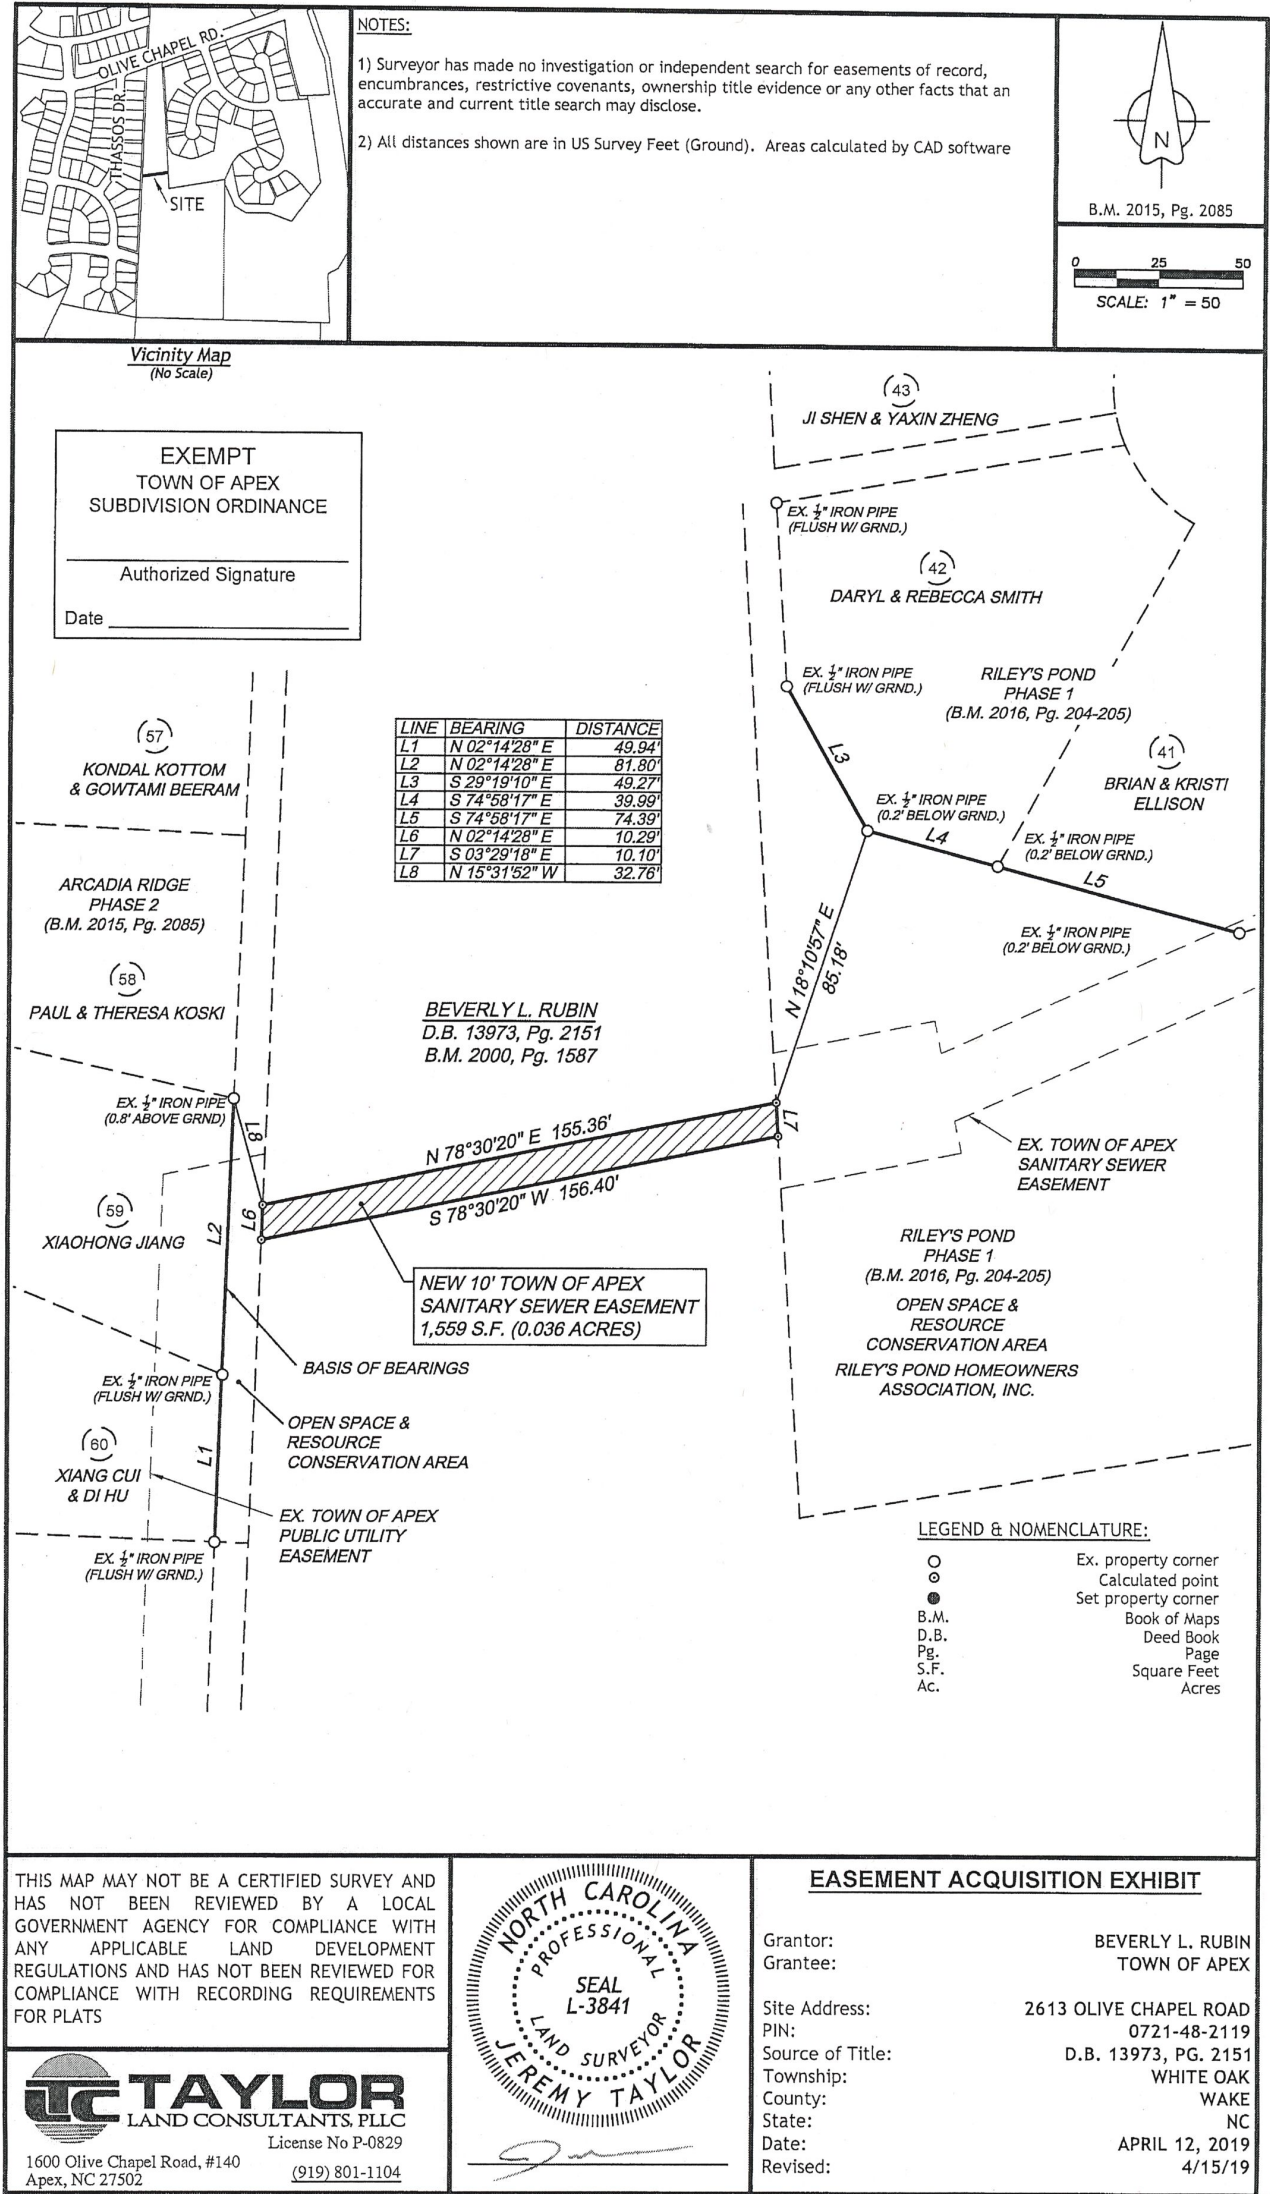 OLIVE CHAPEL RD.
THASSOS DR.
SITE
Vicinity Map
(No Scale)
NOTES:
1) Surveyor has made no investigation or independent search for easements of record,
encumbrances, restrictive covenants, ownership title evidence or any other facts that an
accurate and current title search may disclose.
2) All distances shown are in US Survey Feet (Ground). Areas calculated by CAD software
N
B.M. 2015, Pg. 2085
0 25 50
SCALE: 1" = 50
EXEMPT
TOWN OF APEX
SUBDIVISION ORDINANCE
Authorized Signature
Date
43
JI SHEN & YAXIN ZHENG
EX. ½" IRON PIPE
(FLUSH W/ GRND.)
42
DARYL & REBECCA SMITH
EX. ½" IRON PIPE
(FLUSH W/ GRND.)
RILEY'S POND
PHASE 1
(B.M. 2016, Pg. 204-205)
41
BRIAN & KRISTI
ELLISON
L3
EX. ½" IRON PIPE
(0.2' BELOW GRND.)
L4
EX. ½" IRON PIPE
(0.2' BELOW GRND.)
L5
EX. ½" IRON PIPE
(0.2' BELOW GRND.)
57
KONDAL KOTTOM
& GOWTAMI BEERAM
LINE BEARING DISTANCE
L1 N 02°14'28" E 49.94'
L2 N 02°14'28" E 81.80'
L3 S 29°19'10" E 49.27'
L4 S 74°58'17" E 39.99'
L5 S 74°58'17" E 74.39'
L6 N 02°14'28" E 10.29'
L7 S 03°29'18" E 10.10'
L8 N 15°31'52" W 32.76'
ARCADIA RIDGE
PHASE 2
(B.M. 2015, Pg. 2085)
58
PAUL & THERESA KOSKI
BEVERLY L. RUBIN
D.B. 13973, Pg. 2151
B.M. 2000, Pg. 1587
N 18°10'57" E
85.18'
EX. ½" IRON PIPE
(0.8' ABOVE GRND)
L8
N 78°30'20" E 155.36'
S 78°30'20" W 156.40'
L7
EX. TOWN OF APEX
SANITARY SEWER
EASEMENT
59
XIAOHONG JIANG
L2
L6
NEW 10' TOWN OF APEX
SANITARY SEWER EASEMENT
1,559 S.F. (0.036 ACRES)
RILEY'S POND
PHASE 1
(B.M. 2016, Pg. 204-205)
OPEN SPACE &
RESOURCE
CONSERVATION AREA
RILEY'S POND HOMEOWNERS
ASSOCIATION, INC.
BASIS OF BEARINGS
EX. ½" IRON PIPE
(FLUSH W/ GRND.)
OPEN SPACE &
RESOURCE
CONSERVATION AREA
60
XIANG CUI
& DI HU
L1
EX. TOWN OF APEX
PUBLIC UTILITY
EASEMENT
EX. ½" IRON PIPE
(FLUSH W/ GRND.)
LEGEND & NOMENCLATURE:
Ex. property corner
Calculated point
Set property corner
B.M. Book of Maps
D.B. Deed Book
Pg. Page
S.F. Square Feet
Ac. Acres
THIS MAP MAY NOT BE A CERTIFIED SURVEY AND
HAS NOT BEEN REVIEWED BY A LOCAL
GOVERNMENT AGENCY FOR COMPLIANCE WITH
ANY APPLICABLE LAND DEVELOPMENT
REGULATIONS AND HAS NOT BEEN REVIEWED FOR
COMPLIANCE WITH RECORDING REQUIREMENTS
FOR PLATS
TLC TAYLOR
LAND CONSULTANTS, PLLC
License No P-0829
1600 Olive Chapel Road, #140
Apex, NC 27502
(919) 801-1104
NORTH CAROLINA
PROFESSIONAL
SEAL
L-3841
LAND SURVEYOR
JEREMY TAYLOR
EASEMENT ACQUISITION EXHIBIT
Grantor: BEVERLY L. RUBIN
Grantee: TOWN OF APEX
Site Address: 2613 OLIVE CHAPEL ROAD
PIN: 0721-48-2119
Source of Title: D.B. 13973, PG. 2151
Township: WHITE OAK
County: WAKE
State: NC
Date: APRIL 12, 2019
Revised: 4/15/19